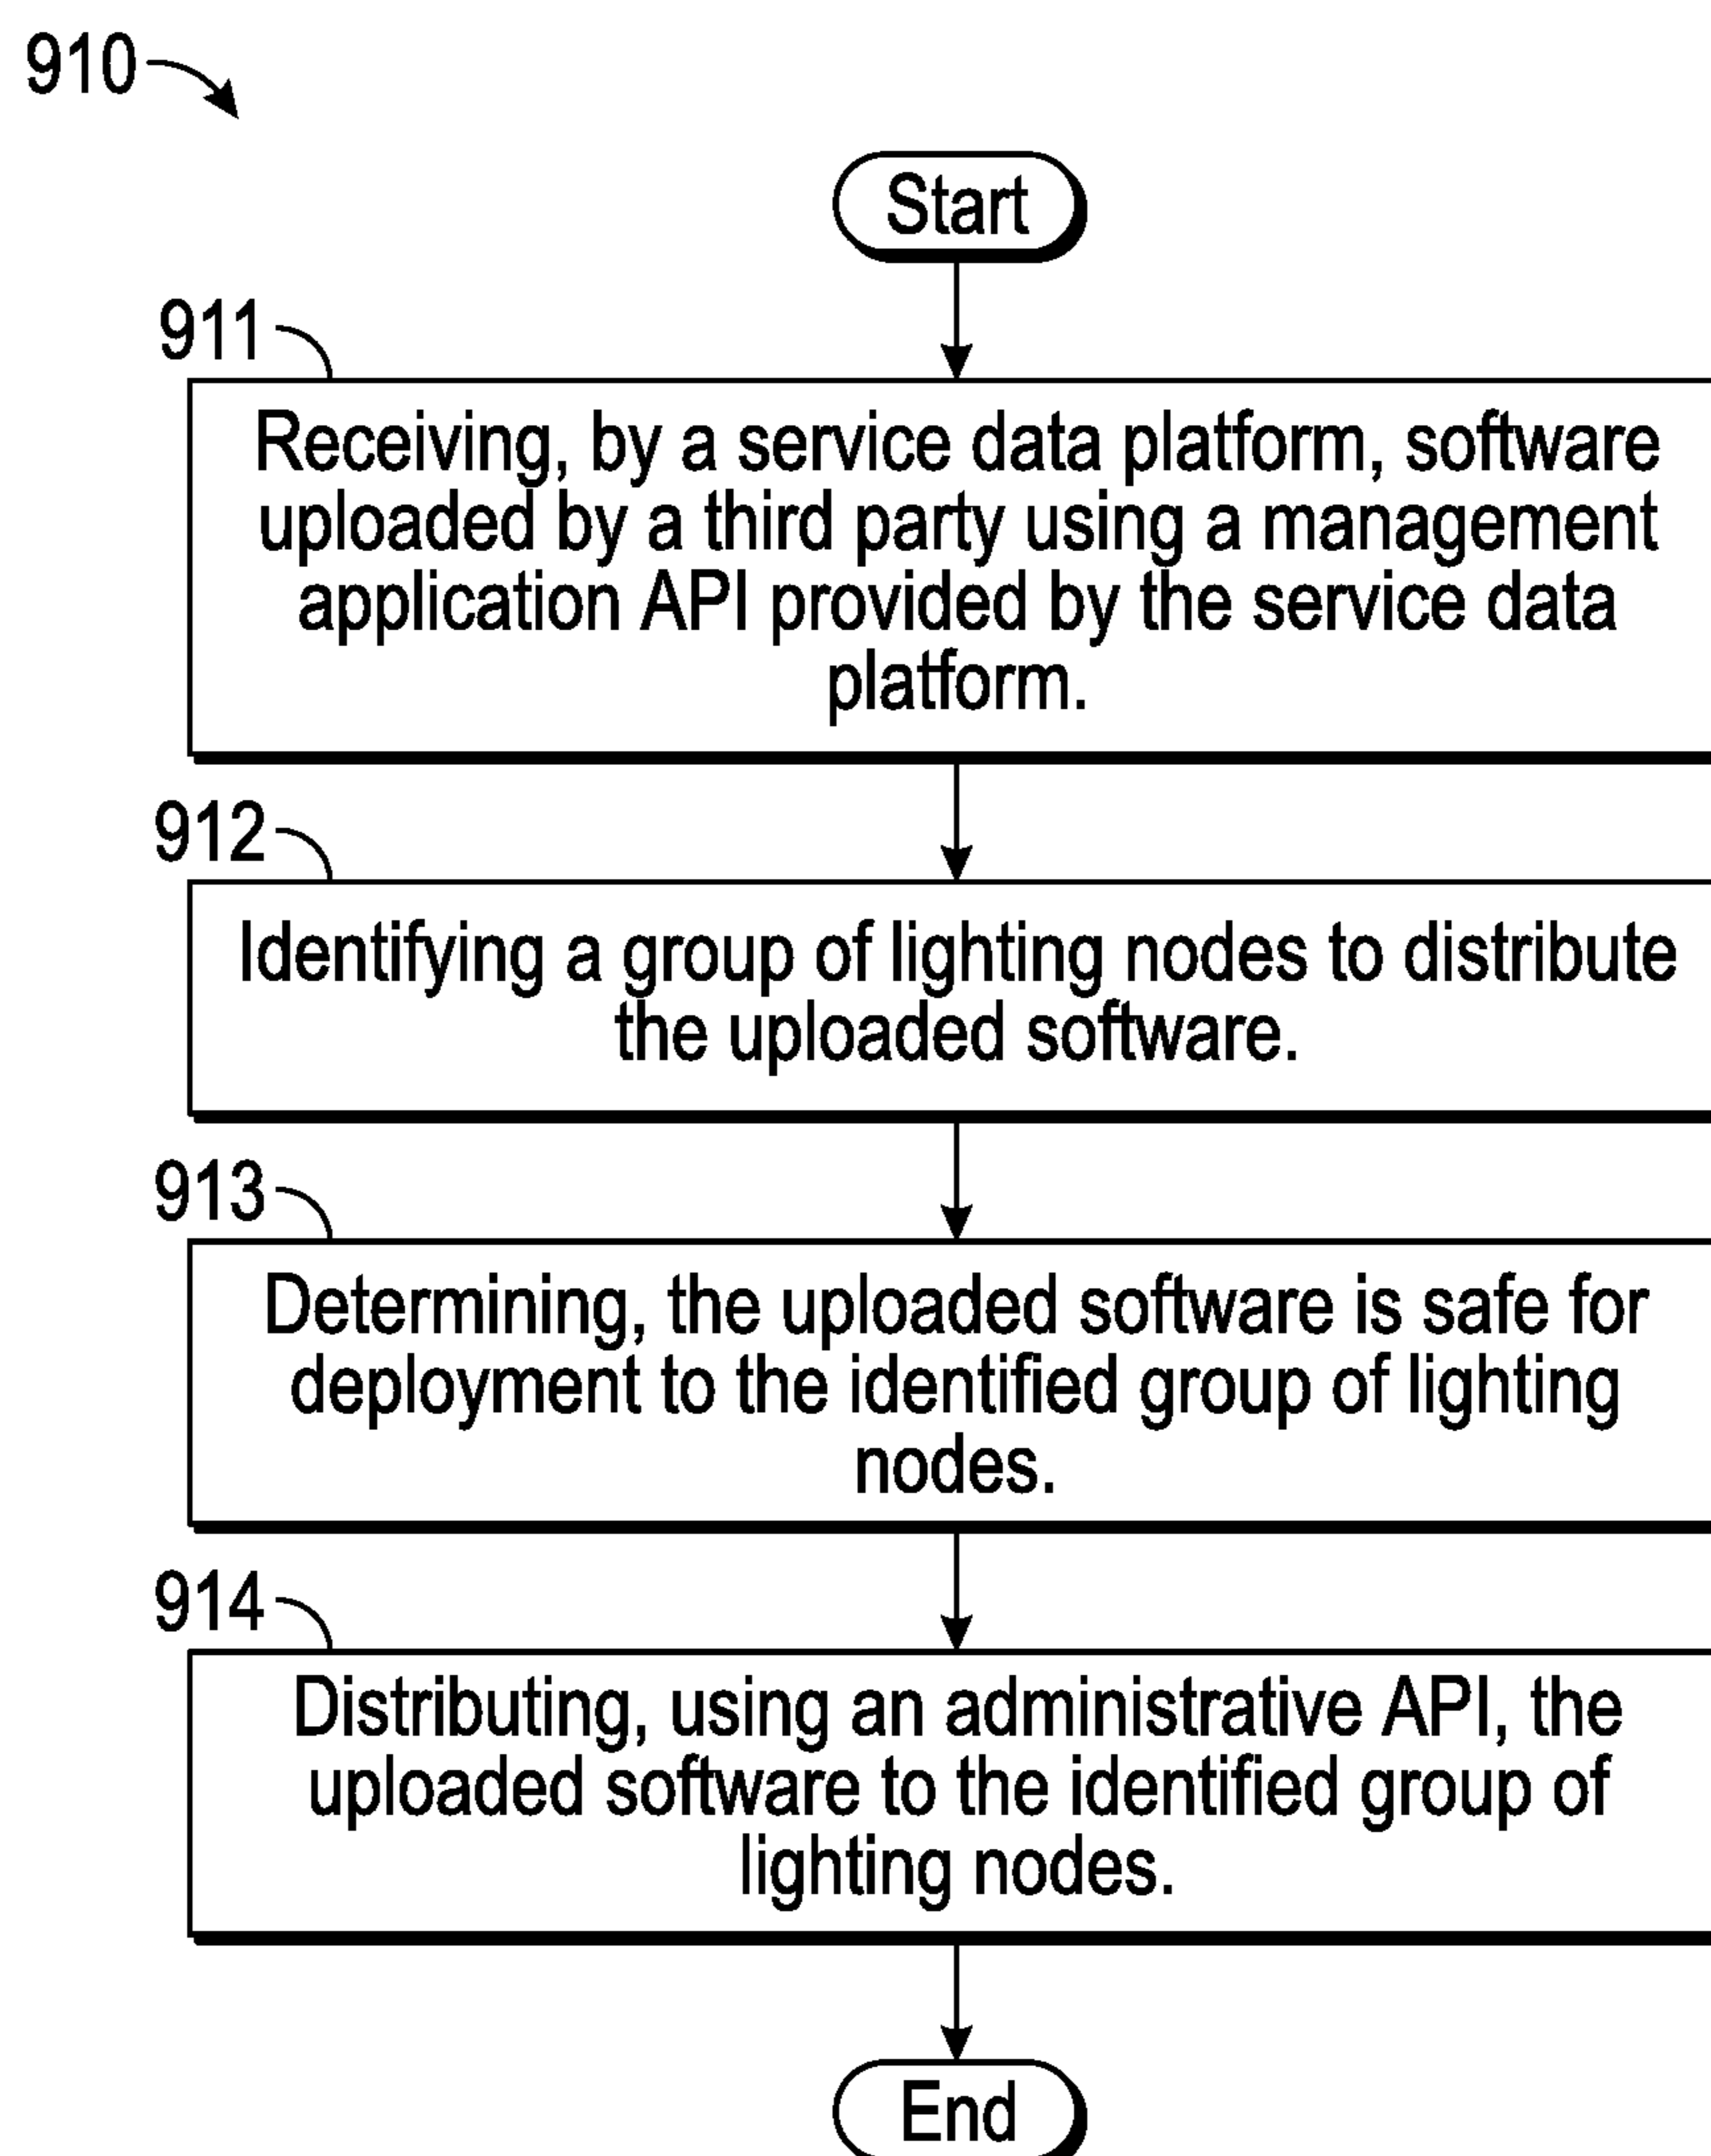 910
Start
911
Receiving, by a service data platform, software
uploaded by a third party using a management
application API provided by the service data
platform.
912
Identifying a group of lighting nodes to distribute
the uploaded software.
913
Determining, the uploaded software is safe for
deployment to the identified group of lighting
nodes.
914
Distributing, using an administrative API, the
uploaded software to the identified group of
lighting nodes.
End